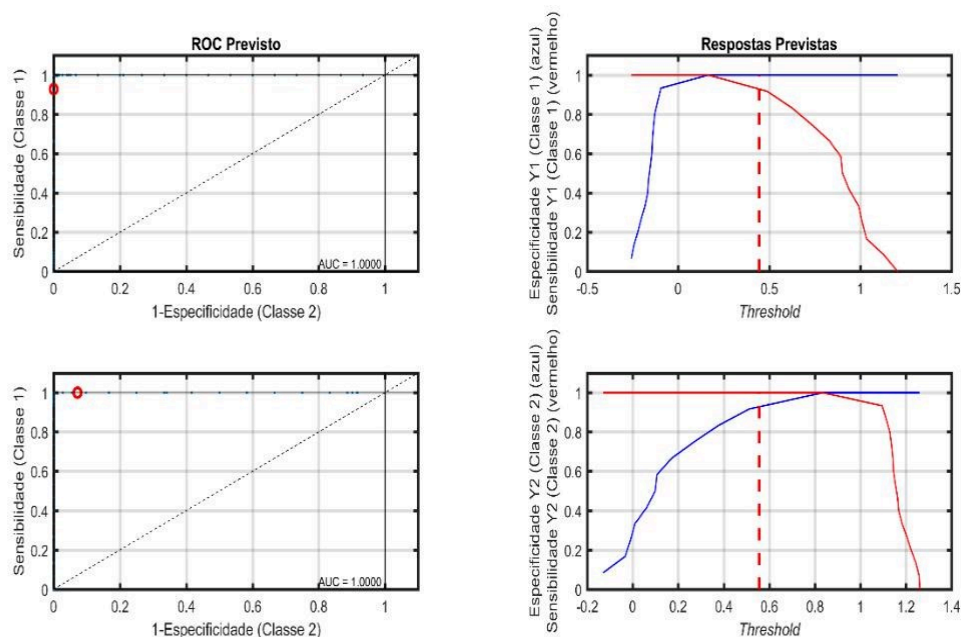 ROC Previsto
Sensibilidade (Classe 1)
1
0.8
0.6
0.4
0.2
0
AUC = 1.0000
0 0.2 0.4 0.6 0.8 1
1-Especificidade (Classe 2)
Respostas Previstas
Especificidade Y1 (Classe 1) (azul)
Sensibilidade Y1 (Classe 1) (vermelho)
1
0.8
0.6
0.4
0.2
0
-0.5 0 0.5 1 1.5
Threshold
Sensibilidade (Classe 1)
1
0.8
0.6
0.4
0.2
0
AUC = 1.0000
0 0.2 0.4 0.6 0.8 1
1-Especificidade (Classe 2)
Especificidade Y2 (Classe 2) (azul)
Sensibilidade Y2 (Classe 2) (vermelho)
1
0.8
0.6
0.4
0.2
0
-0.2 0 0.2 0.4 0.6 0.8 1 1.2 1.4
Threshold